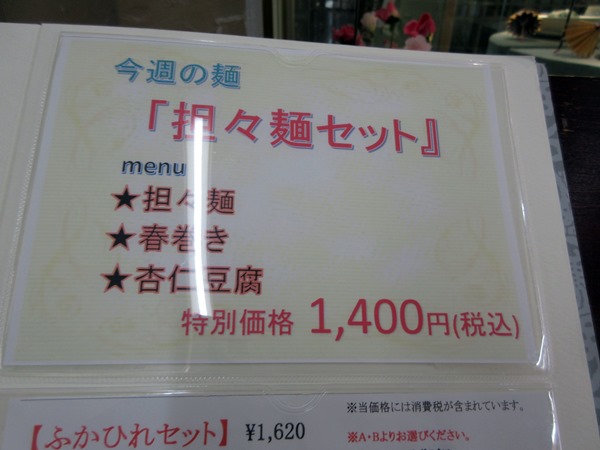 今週の麺
「担々麺セット』
menu
★担々麺
★春巻き
★杏仁豆腐
特別価格 1,400円(税込)
※当価格には消費税が含まれています。
【ふかひれセット】 ¥1,620
※A・Bよりお選びください。